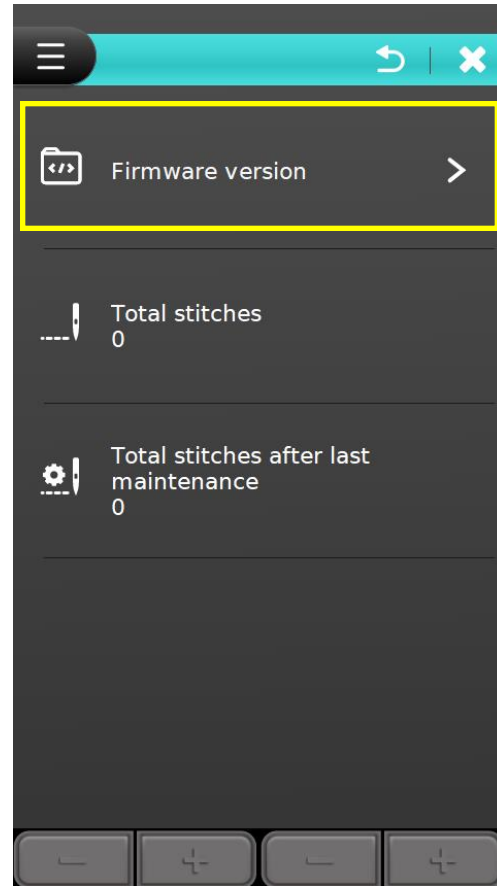 Firmware version
Total stitches
0
Total stitches after last
maintenance
0